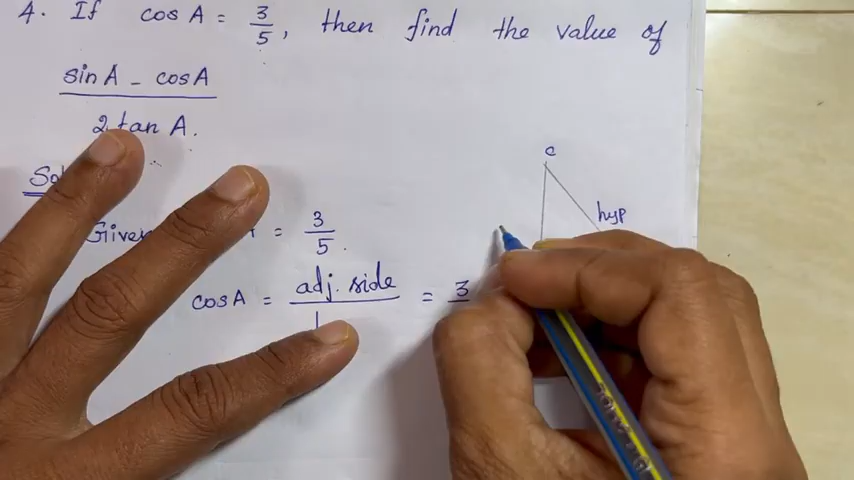 4. If cos A = 3/5, then find the value of
sin A - cos A / 2 tan A.
Given = 3/5.
cos A = adj. side / = 3
C
hyp